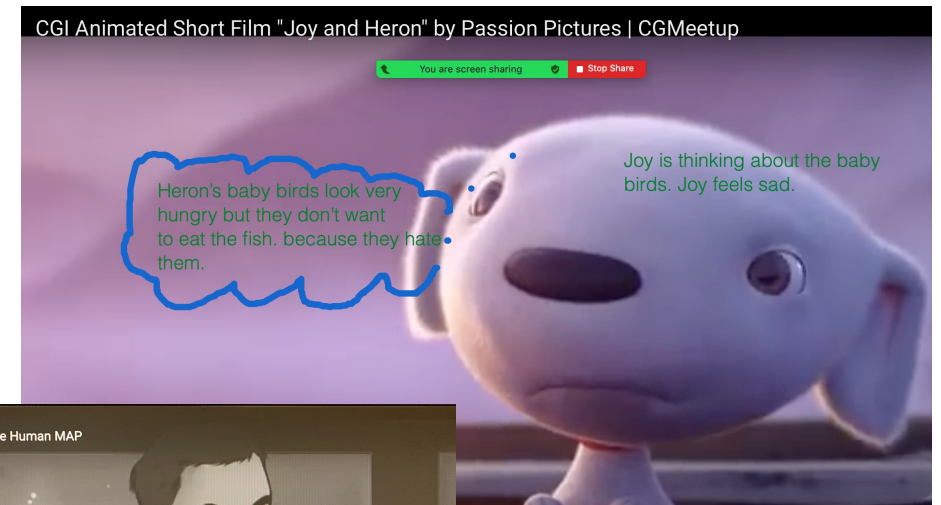 CGI Animated Short Film "Joy and Heron" by Passion Pictures | CGMeetup
You are screen sharing
Stop Share
Heron's baby birds look very
hungry but they don't want
to eat the fish. because they hate
them.
Joy is thinking about the baby
birds. Joy feels sad.
e Human MAP